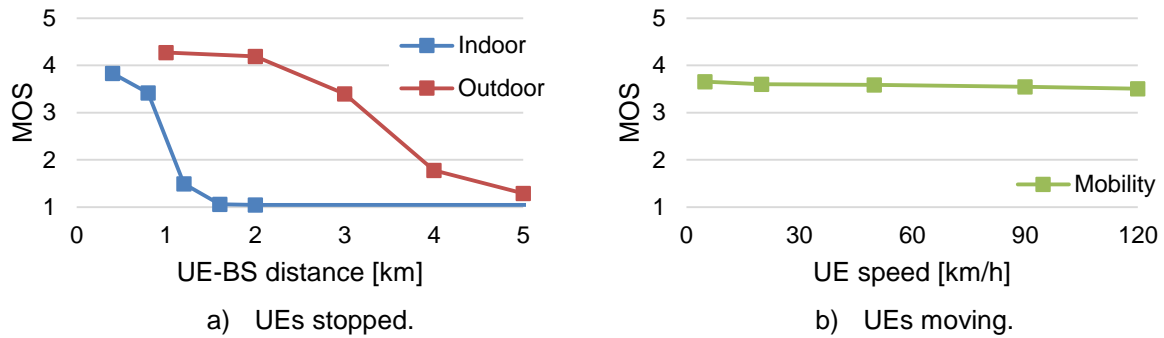 5
4
3
2
1
MOS
0 1 2 3 4 5
UE-BS distance [km]
Indoor
Outdoor
a) UEs stopped.
5
4
3
2
1
MOS
0 30 60 90 120
UE speed [km/h]
Mobility
b) UEs moving.